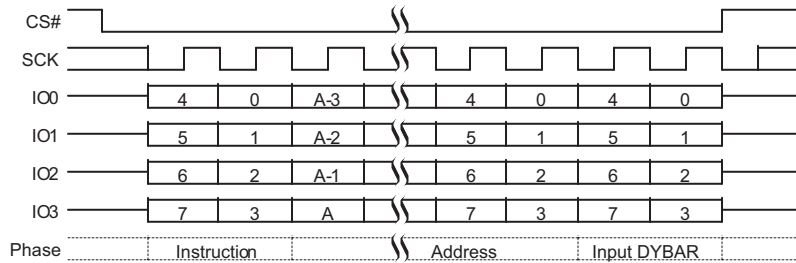 CS#
SCK
IO0 4 0 A-3 4 0 4 0
IO1 5 1 A-2 5 1 5 1
IO2 6 2 A-1 6 2 6 2
IO3 7 3 A 7 3 7 3
Phase Instruction Address Input DYBAR